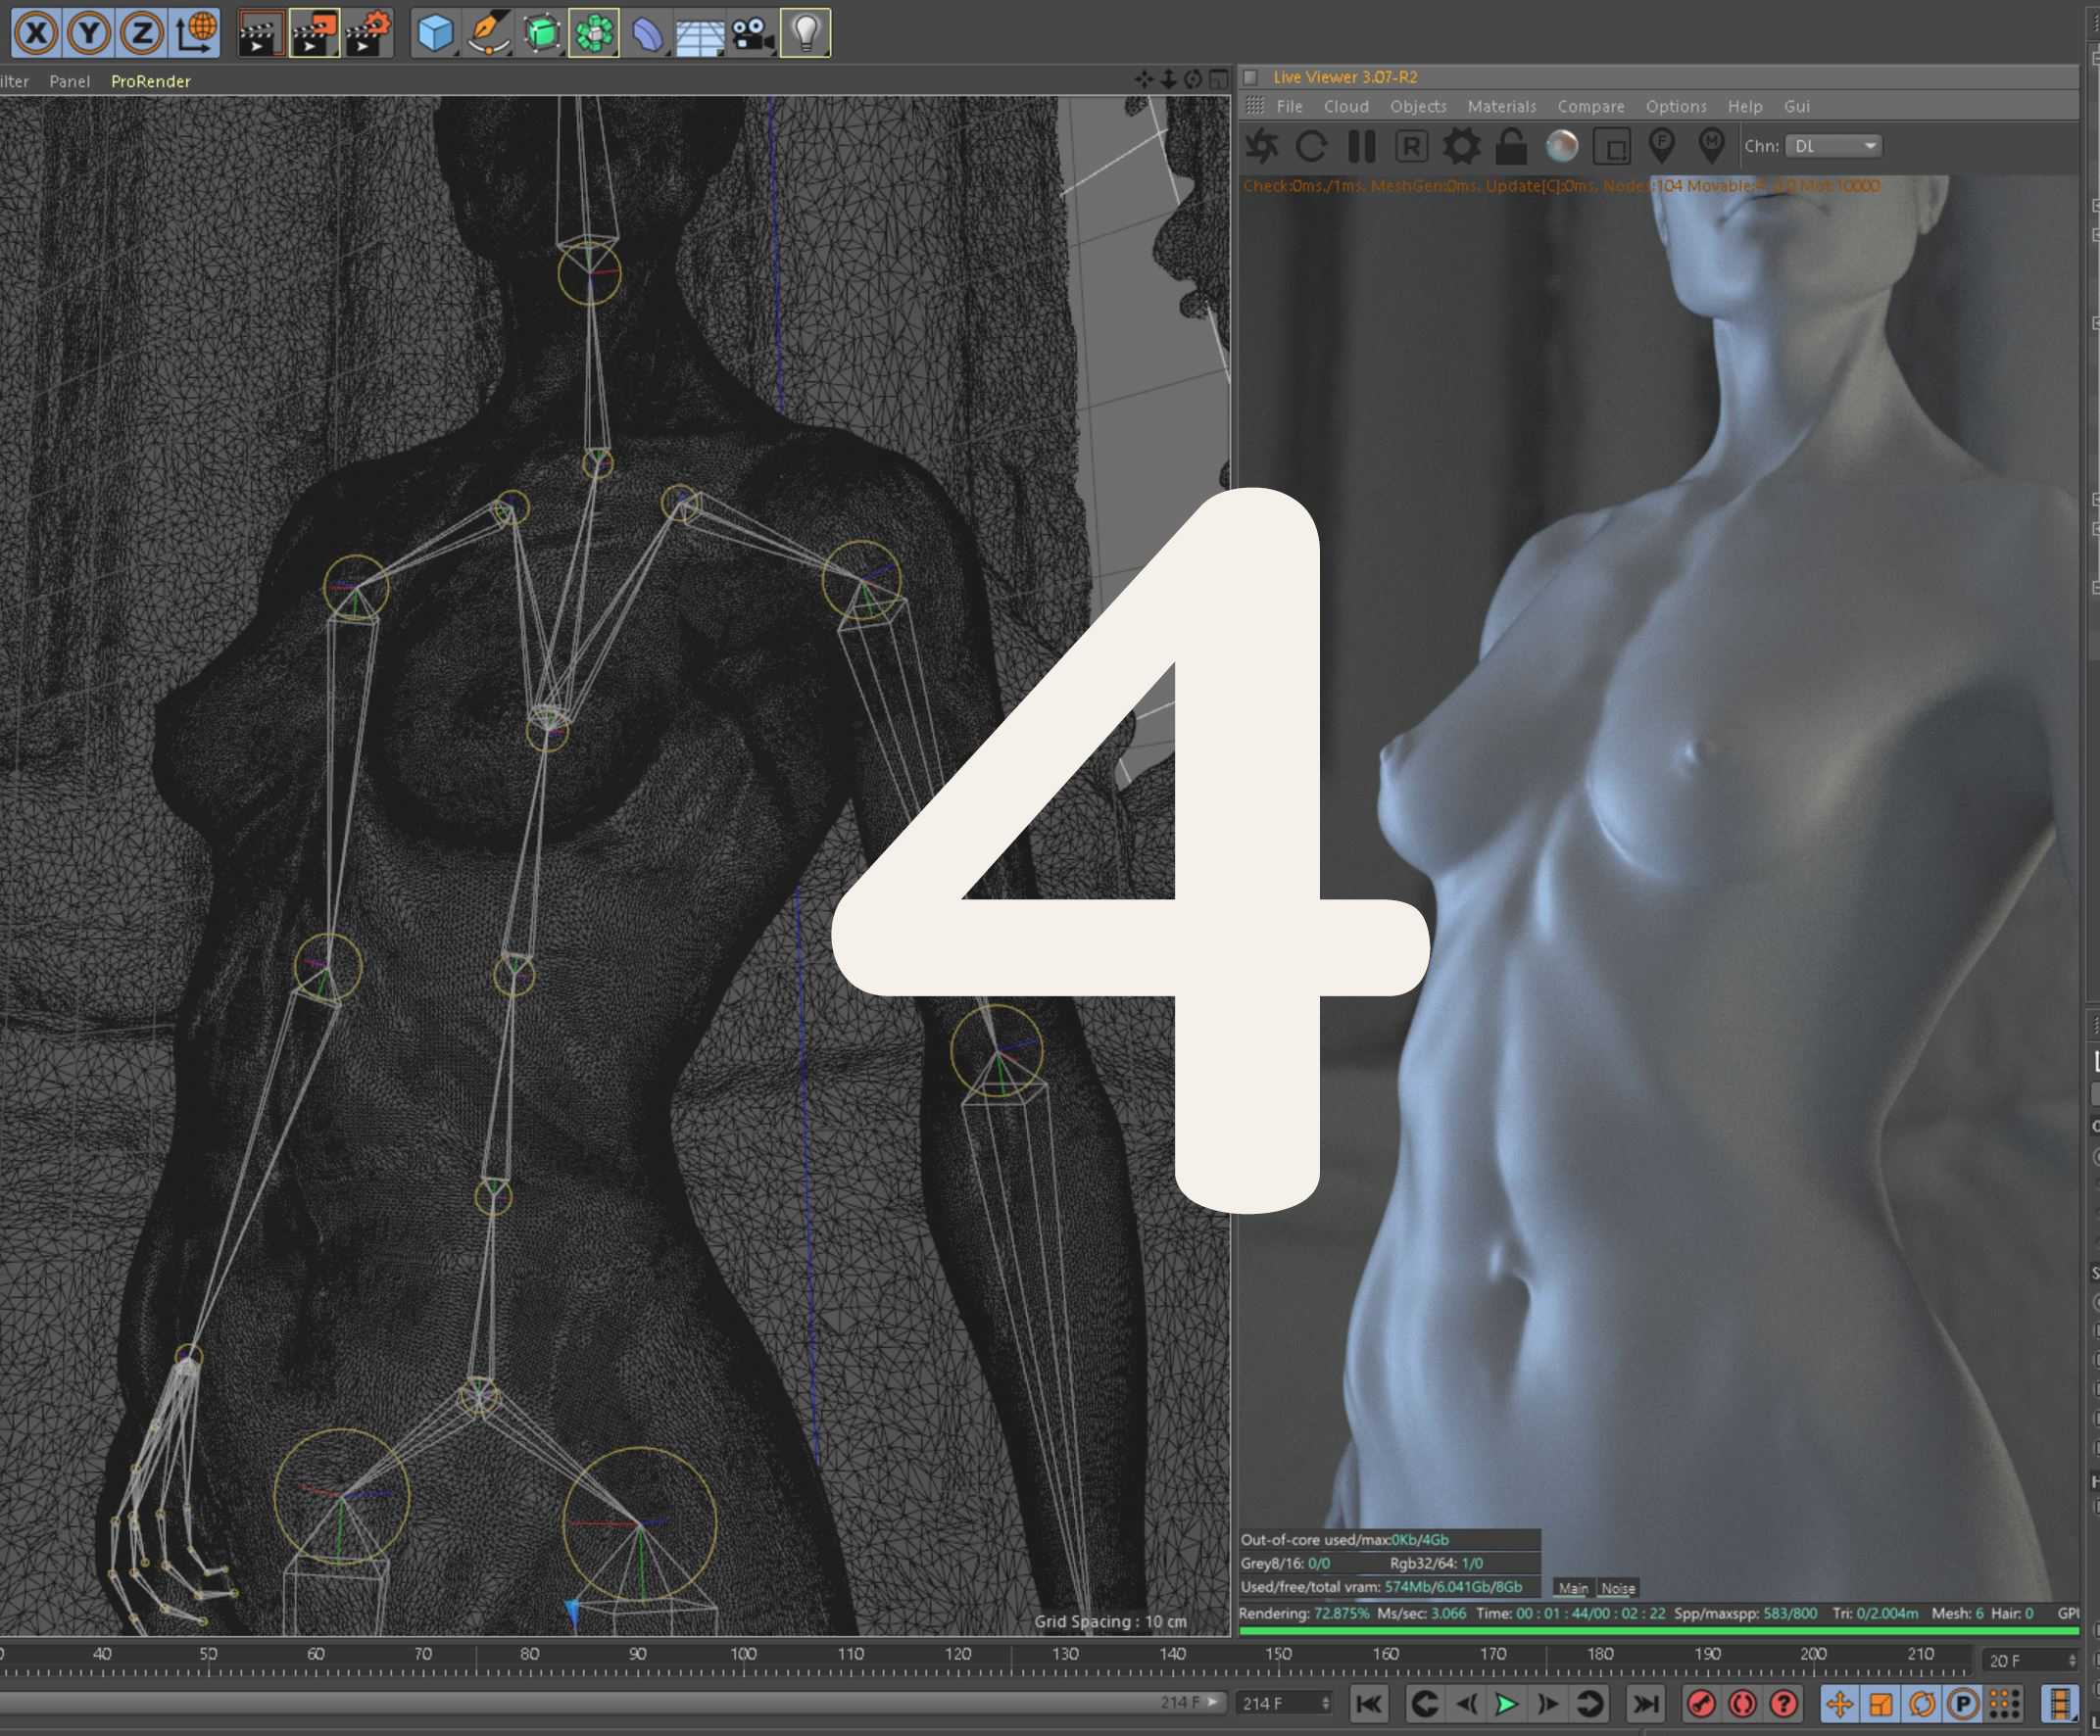 X Y Z
ilter Panel ProRender
Live Viewer 3.07-R2
File Cloud Objects Materials Compare Options Help Gui
R F M Chn: DL
Check:0ms./1ms. MeshGen:0ms. Update[C]:0ms. Nodes:104 Movable:4 0:0
4
Out-of-core used/max:0Kb/4Gb
Grey8/16: 0/0 Rgb32/64: 1/0
Used/free/total vram: 574Mb/6.041Gb/8Gb Main Noise
Grid Spacing : 10 cm
Rendering: 72.875% Ms/sec: 3.066 Time: 00 : 01 : 44/00 : 02 : 22 Spp/maxspp: 583/800 Tri: 0/2.004m Mesh: 6 Hair: 0 GPU
40 50 60 70 80 90 100 110 120 130 140 150 160 170 180 190 200 210 20 F
214 F 214 F ? P